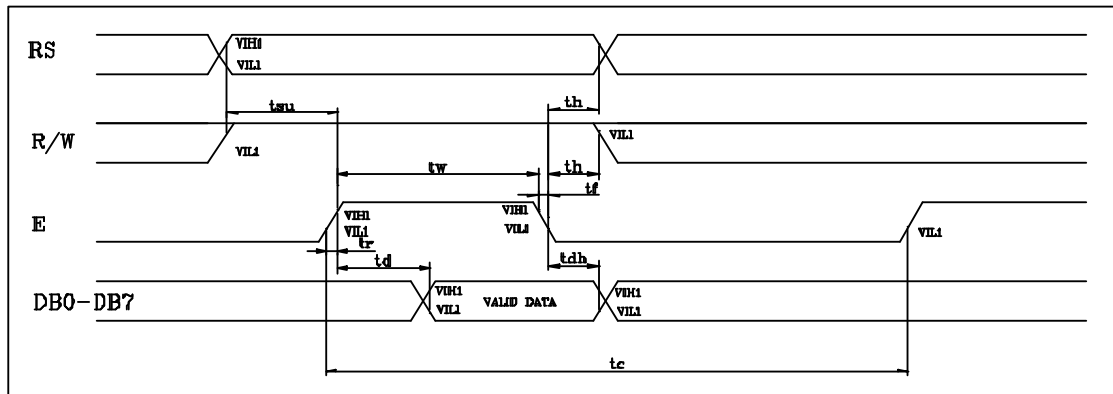 RS
VIH1
VIL1
tsu
th
R/W
VIL1
VIL1
tw
th
tf
E
VIH1
VIL1
VIH1
VIL1
VIL1
tr
td
tdh
DB0-DB7
VIH1
VIL1
VALID DATA
VIH1
VIL1
tc